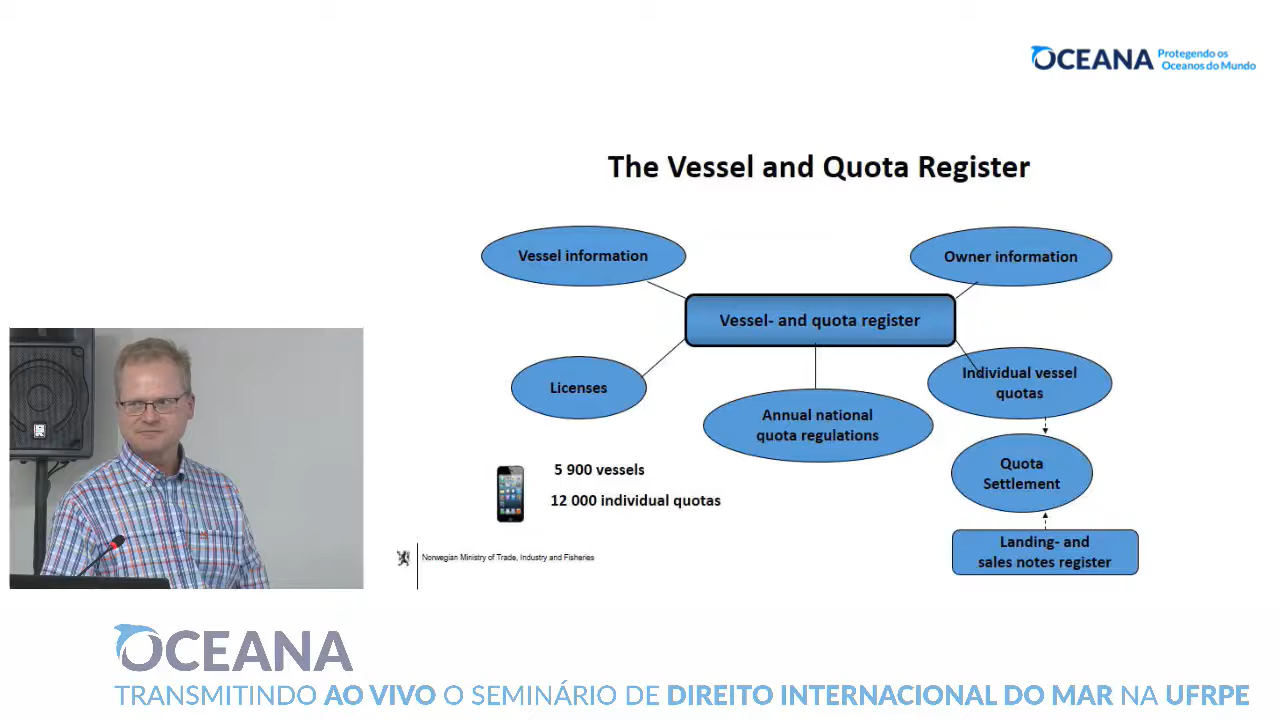 OCEANA
Protegendo os
Oceanos do Mundo
The Vessel and Quota Register
Vessel information
Owner information
Vessel- and quota register
Licenses
Individual vessel
quotas
Annual national
quota regulations
Quota
Settlement
5 900 vessels
12 000 individual quotas
Landing- and
sales notes register
Norwegian Ministry of Trade, Industry and Fisheries
OCEANA
TRANSMITINDO AO VIVO O SEMINÁRIO DE DIREITO INTERNACIONAL DO MAR NA UFRPE